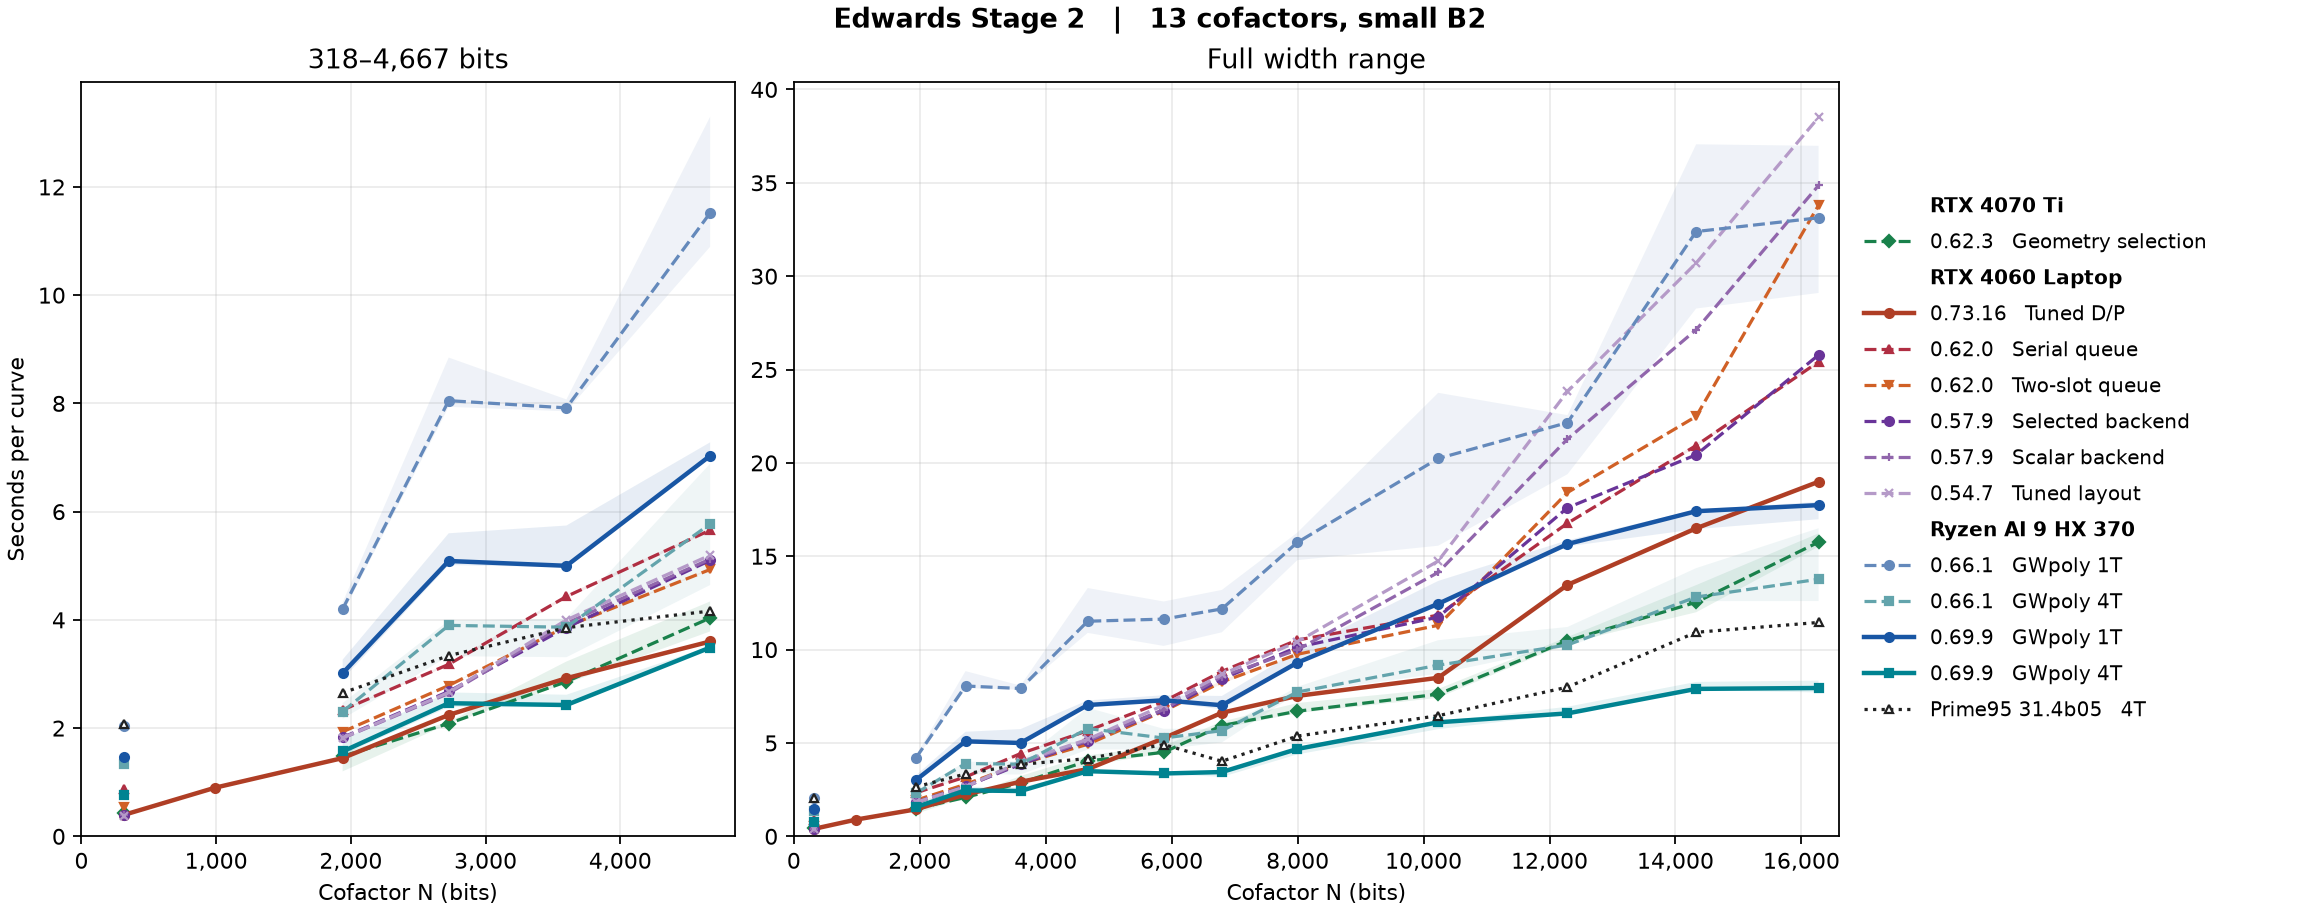 Edwards Stage 2   |   13 cofactors, small B2
318–4,667 bits
Seconds per curve
12
10
8
6
4
2
0
0
1,000
2,000
3,000
4,000
Cofactor N (bits)
Full width range
40
35
30
25
20
15
10
5
0
0
2,000
4,000
6,000
8,000
10,000
12,000
14,000
16,000
Cofactor N (bits)
RTX 4070 Ti
0.62.3   Geometry selection
RTX 4060 Laptop
0.73.16   Tuned D/P
0.62.0   Serial queue
0.62.0   Two-slot queue
0.57.9   Selected backend
0.57.9   Scalar backend
0.54.7   Tuned layout
Ryzen AI 9 HX 370
0.66.1   GWpoly 1T
0.66.1   GWpoly 4T
0.69.9   GWpoly 1T
0.69.9   GWpoly 4T
Prime95 31.4b05   4T